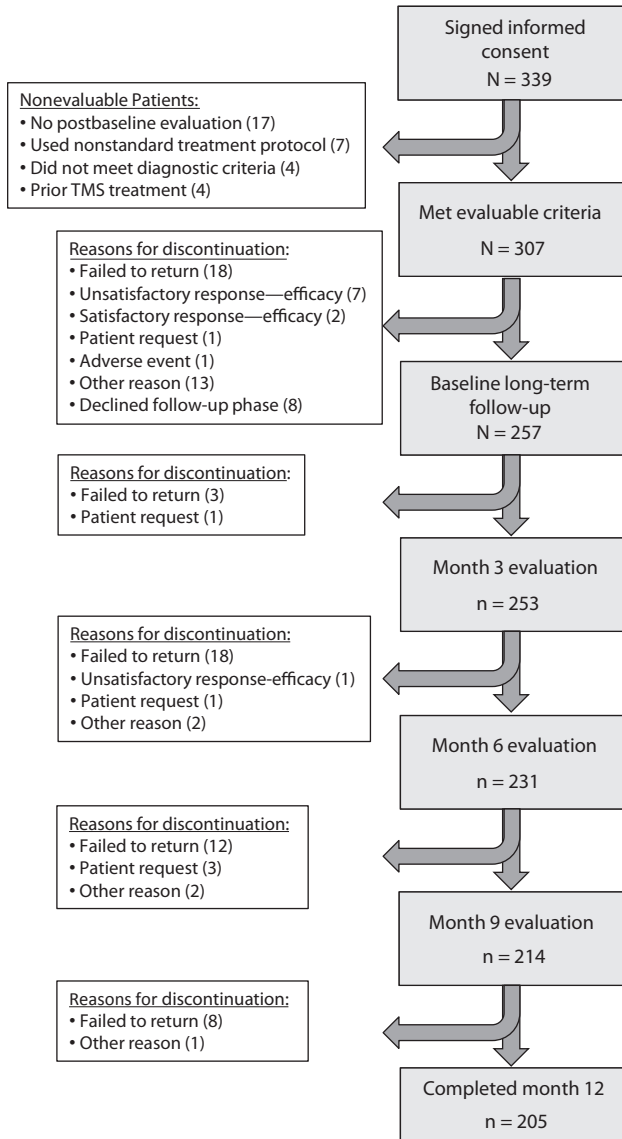 Signed informed
consent
N = 339
Nonevaluable Patients:
• No postbaseline evaluation (17)
• Used nonstandard treatment protocol (7)
• Did not meet diagnostic criteria (4)
• Prior TMS treatment (4)
Met evaluable criteria
N = 307
Reasons for discontinuation:
• Failed to return (18)
• Unsatisfactory response—efficacy (7)
• Satisfactory response—efficacy (2)
• Patient request (1)
• Adverse event (1)
• Other reason (13)
• Declined follow-up phase (8)
Baseline long-term
follow-up
N = 257
Reasons for discontinuation:
• Failed to return (3)
• Patient request (1)
Month 3 evaluation
n = 253
Reasons for discontinuation:
• Failed to return (18)
• Unsatisfactory response-efficacy (1)
• Patient request (1)
• Other reason (2)
Month 6 evaluation
n = 231
Reasons for discontinuation:
• Failed to return (12)
• Patient request (3)
• Other reason (2)
Month 9 evaluation
n = 214
Reasons for discontinuation:
• Failed to return (8)
• Other reason (1)
Completed month 12
n = 205